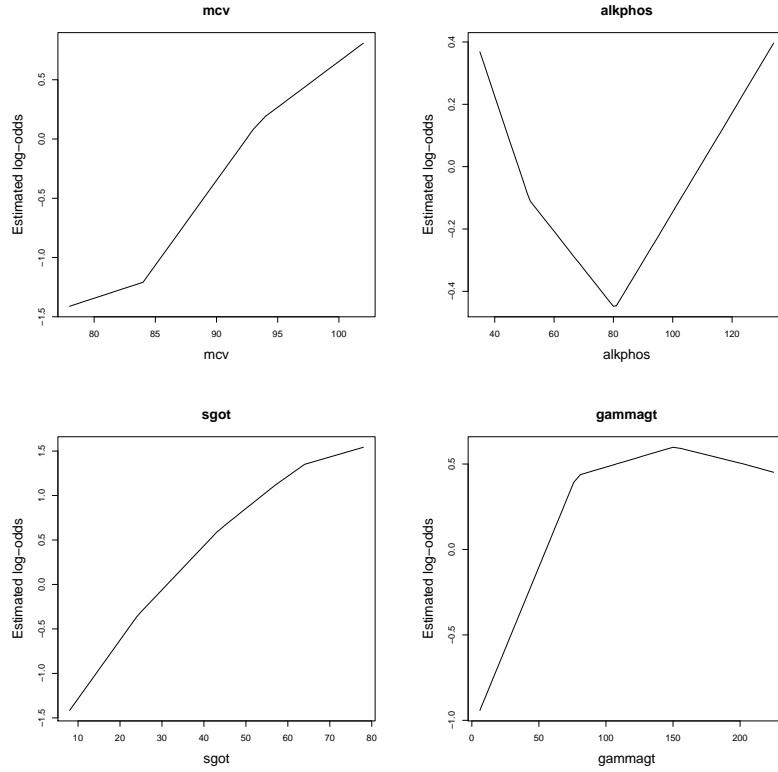 mcv
Estimated log−odds
0.5
0.0
−0.5
−1.0
−1.5
80 85 90 95 100
mcv
alkphos
Estimated log−odds
0.4
0.2
0.0
−0.2
−0.4
40 60 80 100 120
alkphos
sgot
Estimated log−odds
1.5
1.0
0.5
0.0
−0.5
−1.0
−1.5
10 20 30 40 50 60 70 80
sgot
gammagt
Estimated log−odds
0.5
0.0
−0.5
−1.0
0 50 100 150 200
gammagt